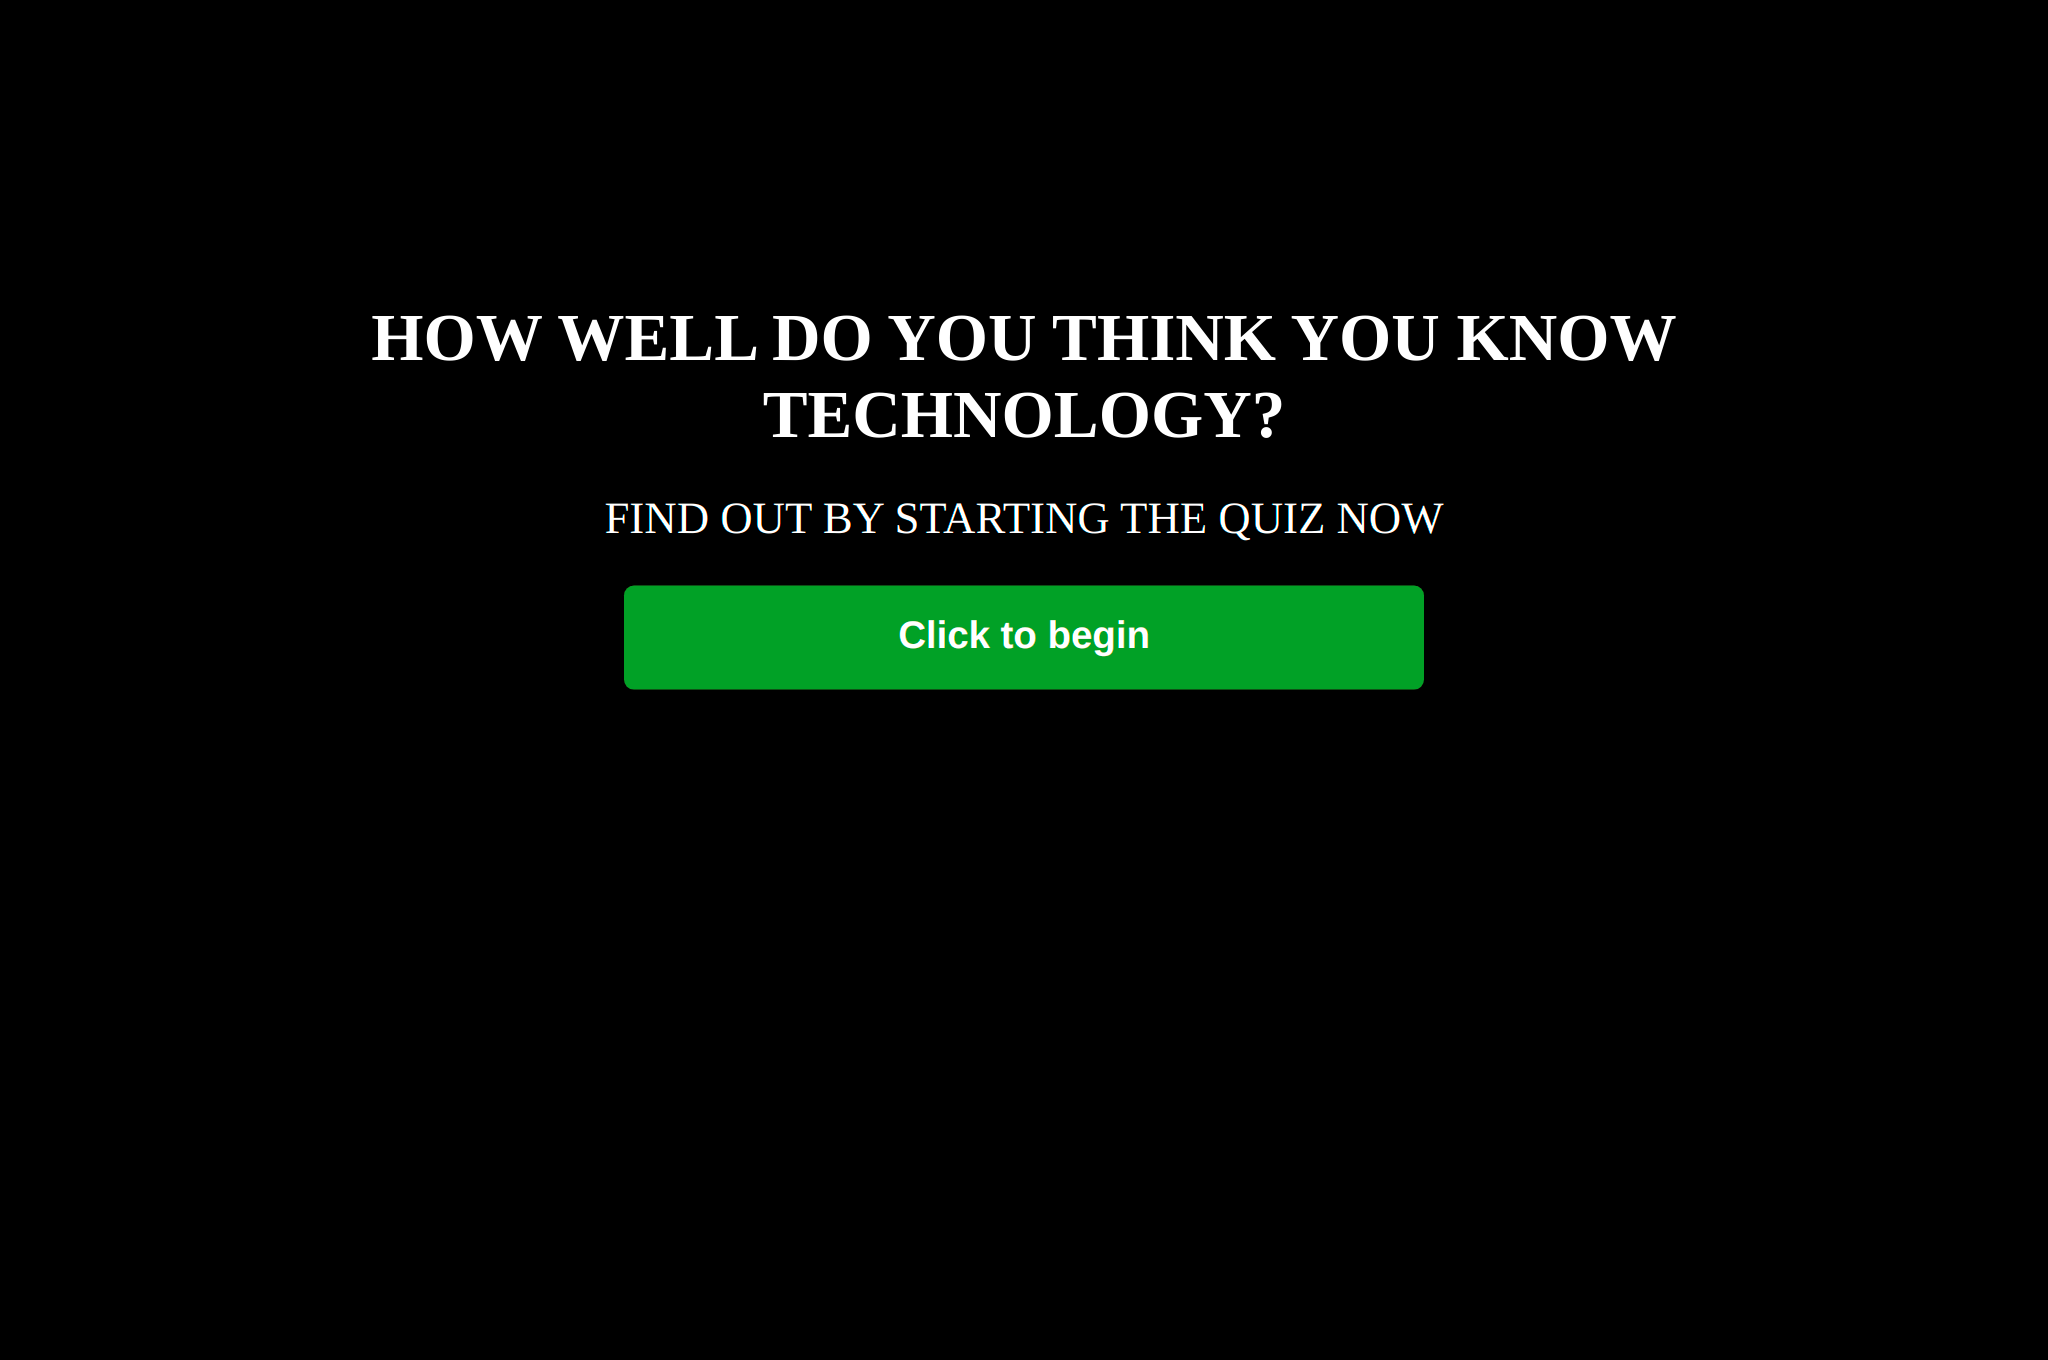 HOW WELL DO YOU THINK YOU KNOW
TECHNOLOGY?
FIND OUT BY STARTING THE QUIZ NOW
Click to begin